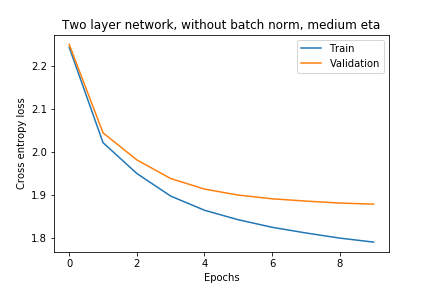 Two layer network, without batch norm, medium eta
Train
Validation
Cross entropy loss
2.2
2.1
2.0
1.9
1.8
0 2 4 6 8
Epochs